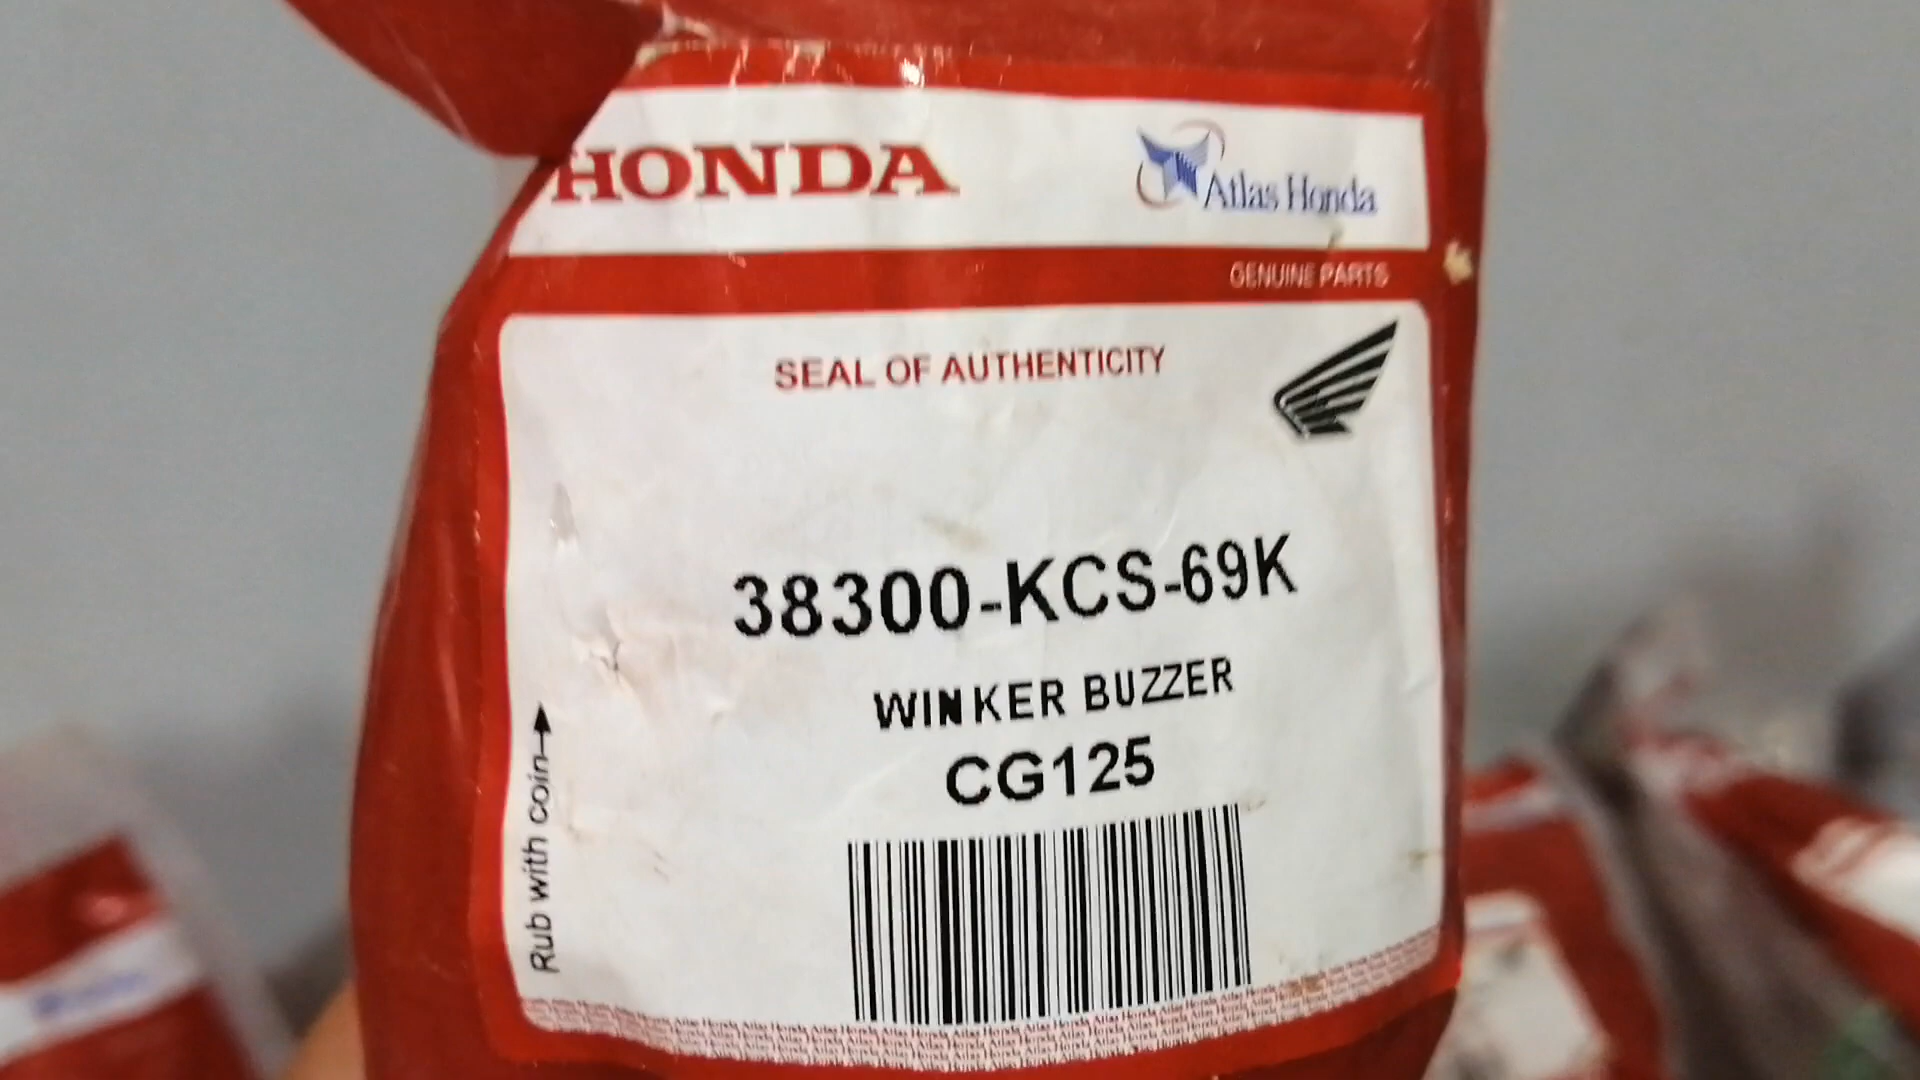 HONDA
Atlas Honda
GENUINE PARTS
SEAL OF AUTHENTICITY
38300-KCS-69K
WINKER BUZZER
CG125
Rub with coin